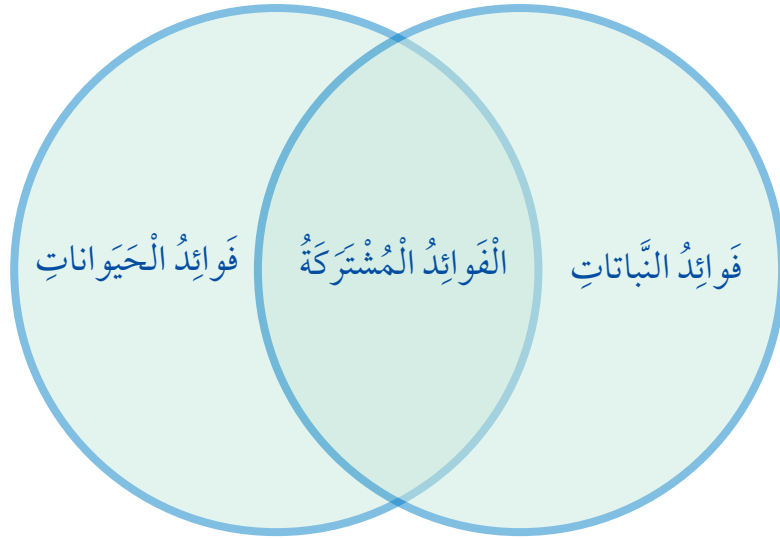 فَوائِدُ النَّباتاتِ
الْفَوائِدُ الْمُشْتَرَكَةُ
فَوائِدُ الْحَيَواناتِ